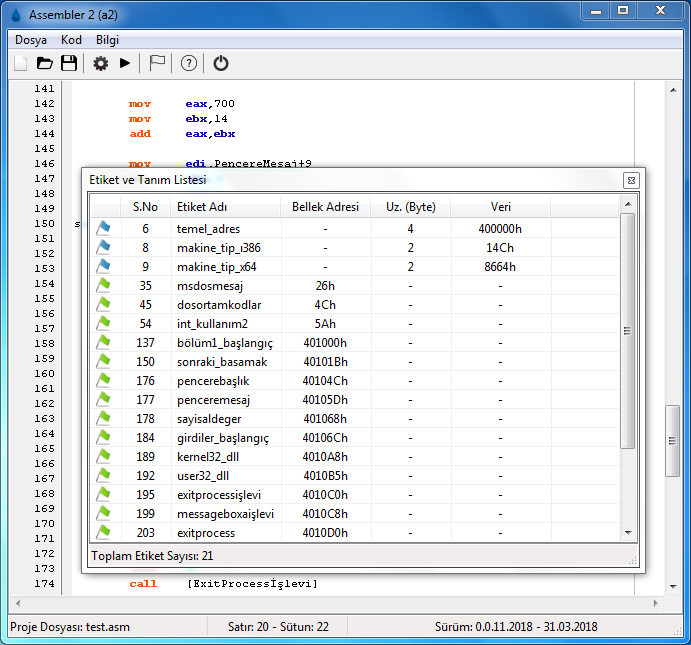 Assembler 2 (a2)
Dosya Kod Bilgi
141
142 mov eax,700
143 mov ebx,14
144 add eax,ebx
145
146 mov edi,PencereMesaj+9
147
148
149
150
151
152
153
154
155
156
157
158
159
160
161
162
163
164
165
166
167
168
169
170
171
172
173
174 call [ExitProcessİşlevi]
Etiket ve Tanım Listesi
S.No Etiket Adı Bellek Adresi Uz. (Byte) Veri
6 temel_adres - 4 400000h
8 makine_tip_ı386 - 2 14Ch
9 makine_tip_x64 - 2 8664h
35 msdosmesaj 26h - -
45 dosortamkodlar 4Ch - -
54 int_kullanım2 5Ah - -
137 bölüm1_başlangıç 401000h - -
150 sonraki_basamak 40101Bh - -
176 pencerebaşlık 40104Ch - -
177 penceremesaj 40105Dh - -
178 sayisaldeger 401068h - -
184 girdiler_başlangıç 40106Ch - -
189 kernel32_dll 4010A8h - -
192 user32_dll 4010B5h - -
195 exitprocessişlevi 4010C0h - -
199 messageboxaişlevi 4010C8h - -
203 exitprocess 4010D0h - -
Toplam Etiket Sayısı: 21
Proje Dosyası: test.asm Satır: 20 - Sütun: 22 Sürüm: 0.0.11.2018 - 31.03.2018